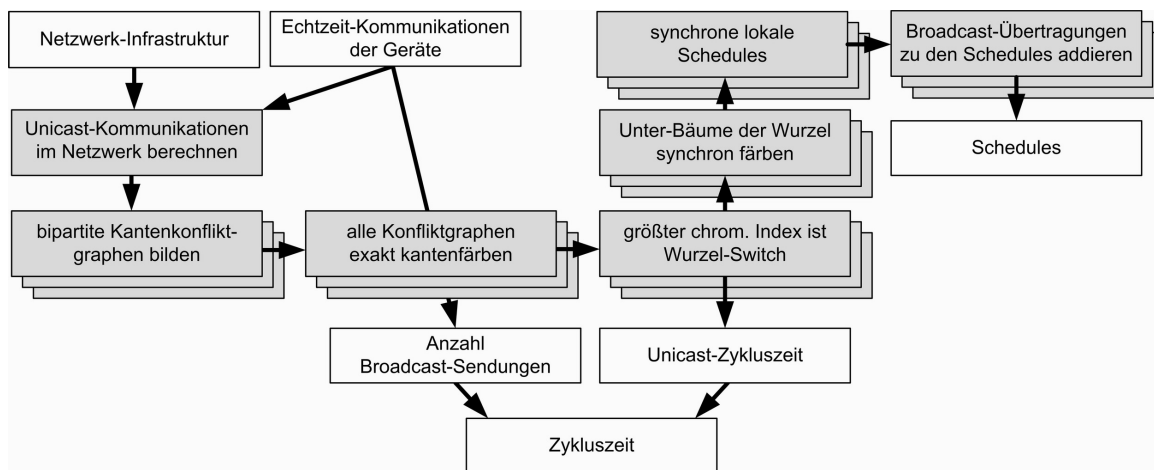 Netzwerk-Infrastruktur
Echtzeit-Kommunikationen
der Geräte
synchrone lokale
Schedules
Broadcast-Übertragungen
zu den Schedules addieren
Unicast-Kommunikationen
im Netzwerk berechnen
Unter-Bäume der Wurzel
synchron färben
Schedules
bipartite Kantenkonflikt-
graphen bilden
alle Konfliktgraphen
exakt kantenfärben
größter chrom. Index ist
Wurzel-Switch
Anzahl
Broadcast-Sendungen
Unicast-Zykluszeit
Zykluszeit